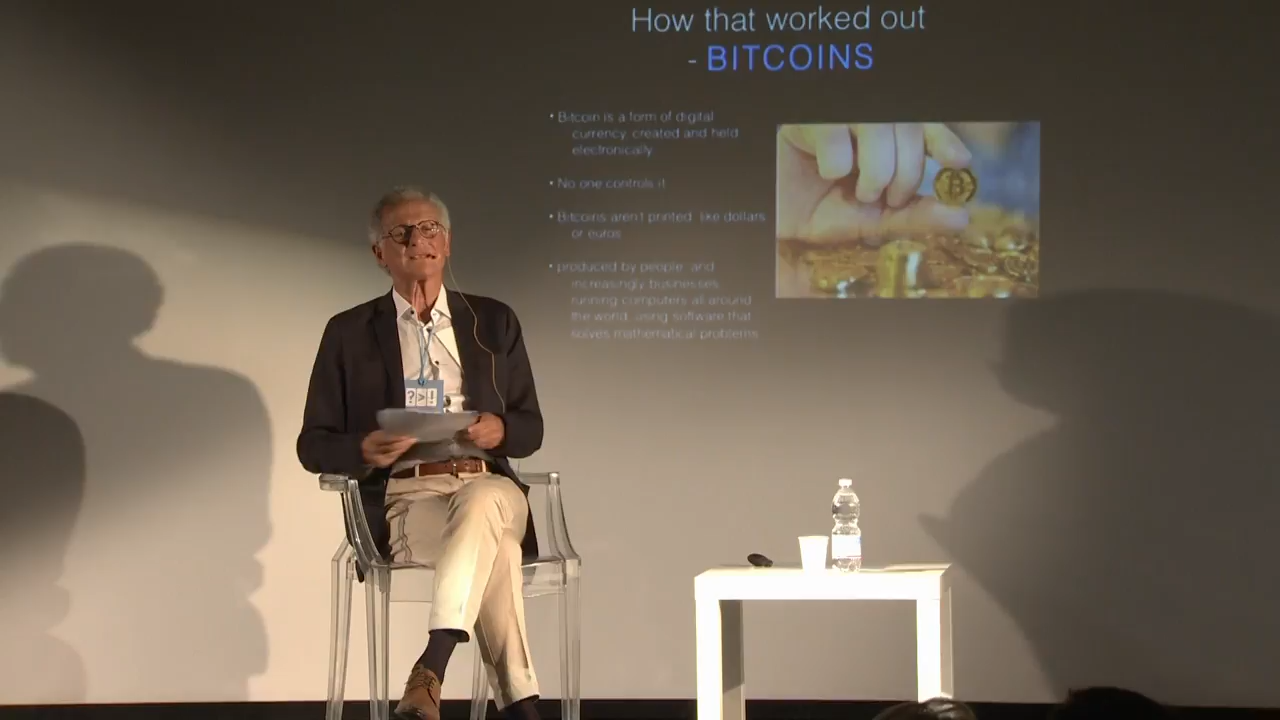 How that worked out
- BITCOINS
• Bitcoin is a form of digital
currency, created and held
electronically.
• No one controls it.
• Bitcoins aren't printed, like dollars
or euros
• produced by people, and
increasingly businesses,
running computers all around
the world, using software that
solves mathematical problems
?>!
B